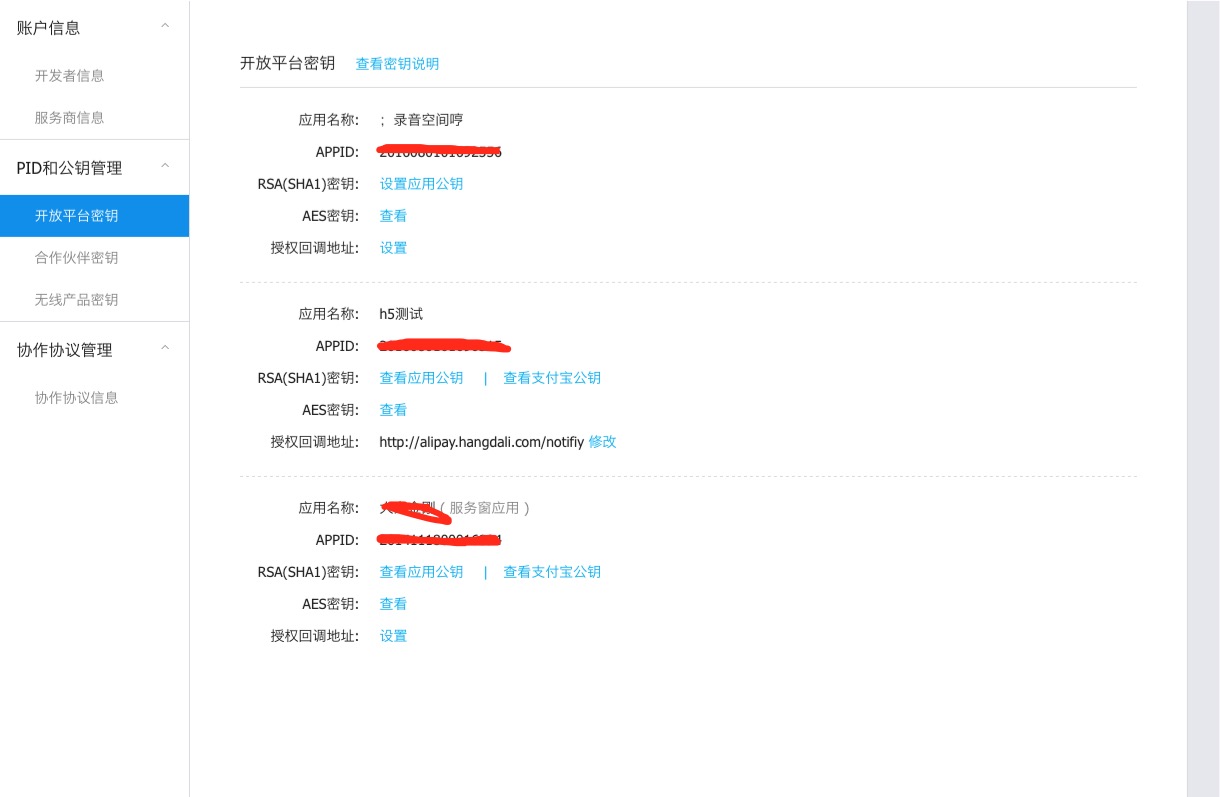 账户信息
开发者信息
服务商信息
PID和公钥管理
开放平台密钥
合作伙伴密钥
无线产品密钥
协作协议管理
协作协议信息
开放平台密钥 查看密钥说明
应用名称: ；录音空间哼
APPID:
RSA(SHA1)密钥: 设置应用公钥
AES密钥: 查看
授权回调地址: 设置
应用名称: h5测试
APPID:
RSA(SHA1)密钥: 查看应用公钥 | 查看支付宝公钥
AES密钥: 查看
授权回调地址: http://alipay.hangdali.com/notifiy 修改
应用名称: （服务窗应用）
APPID:
RSA(SHA1)密钥: 查看应用公钥 | 查看支付宝公钥
AES密钥: 查看
授权回调地址: 设置